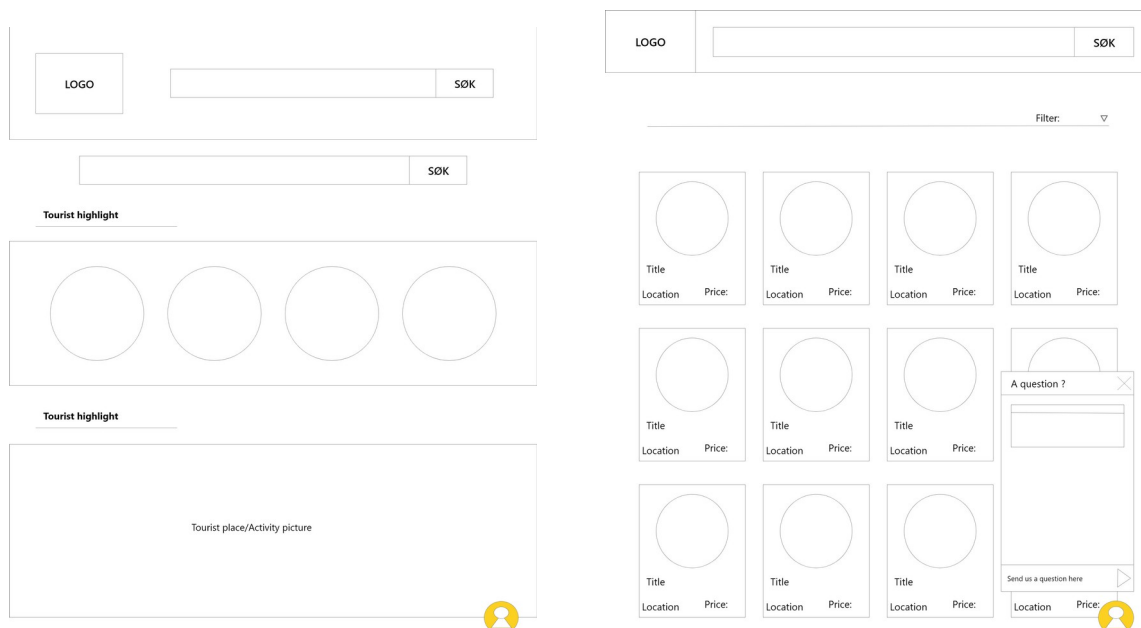 LOGO
SØK
SØK
Tourist highlight
Tourist highlight
Tourist place/Activity picture
LOGO
SØK
Filter:
Title
Location Price:
Title
Location Price:
Title
Location Price:
Title
Location Price:
Title
Location Price:
Title
Location Price:
Title
Location Price:
A question ?
Send us a question here
Title
Location Price:
Title
Location Price:
Title
Location Price:
Location Price: